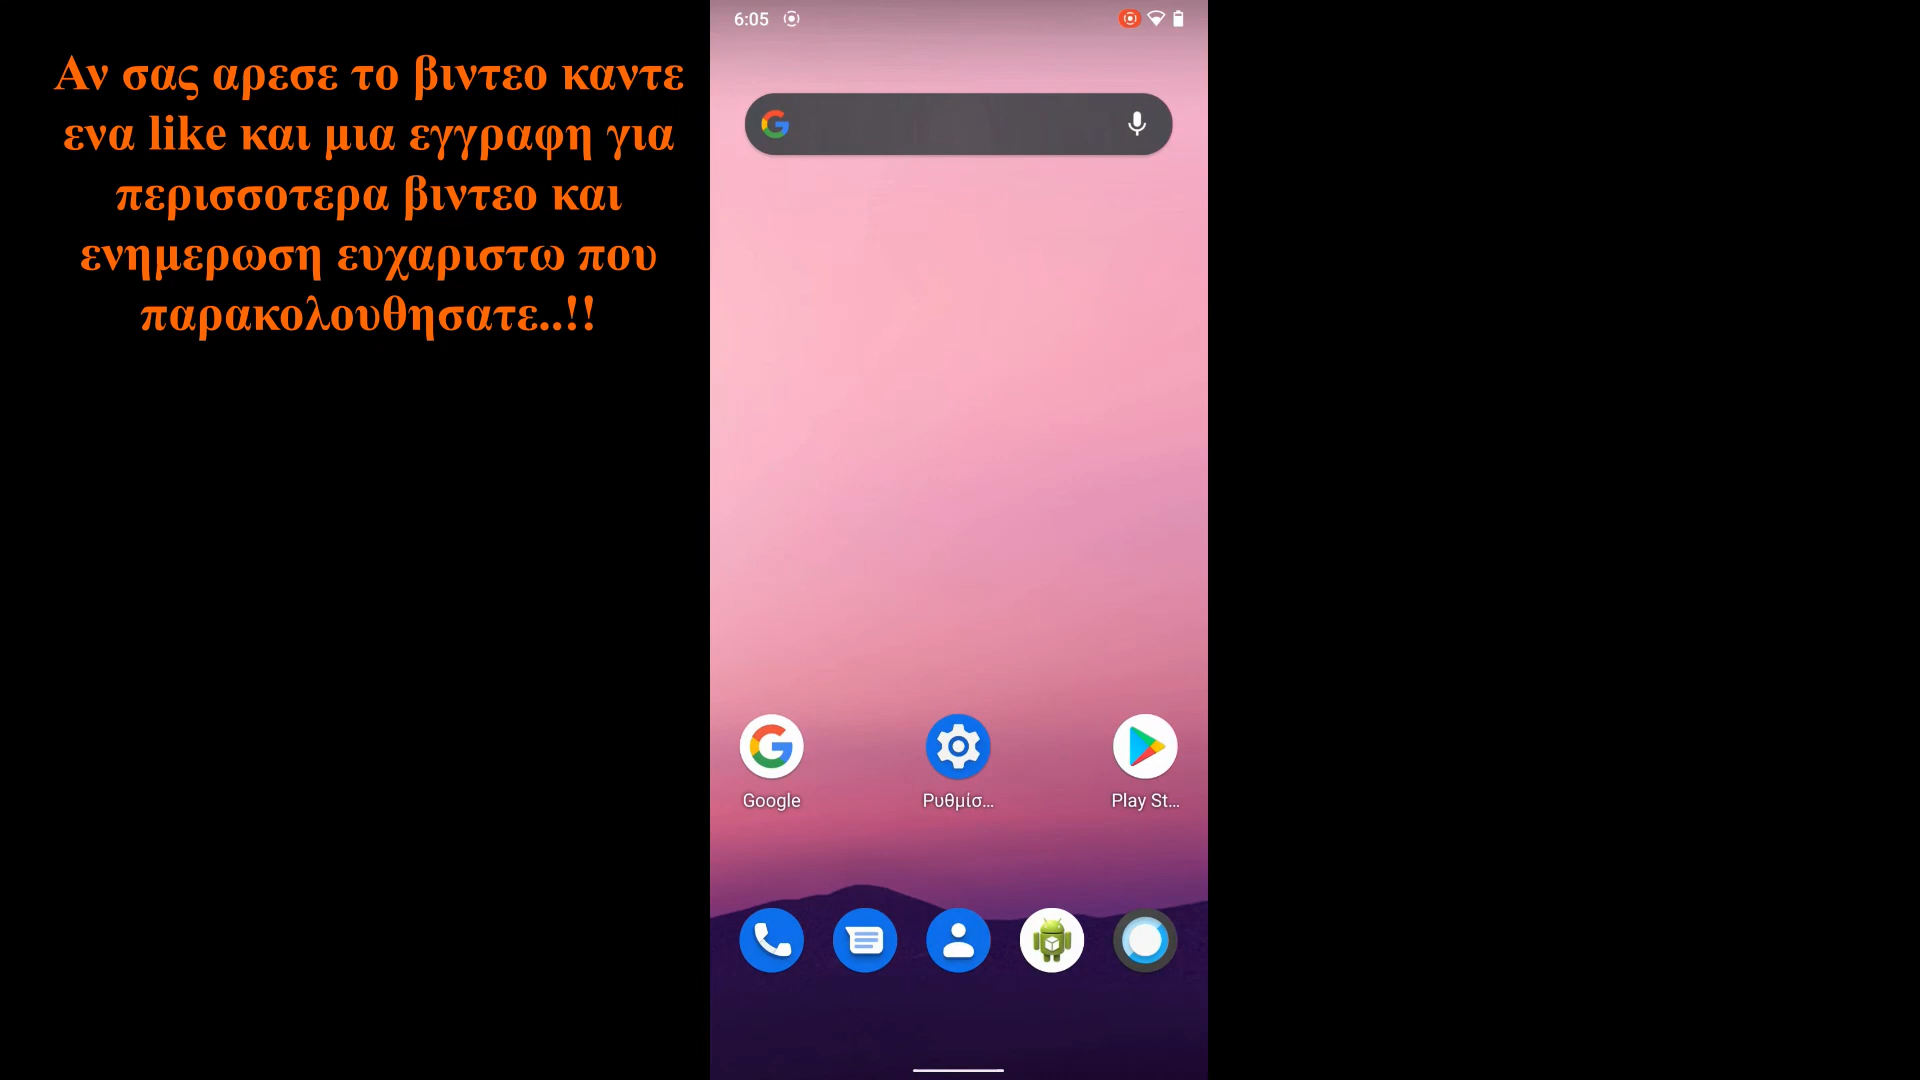 6:05
Αν σας αρεσε το βιντεο καντε
ενα like και μια εγγραφη για
περισσοτερα βιντεο και
ενημερωση ευχαριστω που
παρακολουθησατε..!!
Google
Ρυθμίσ...
Play St...